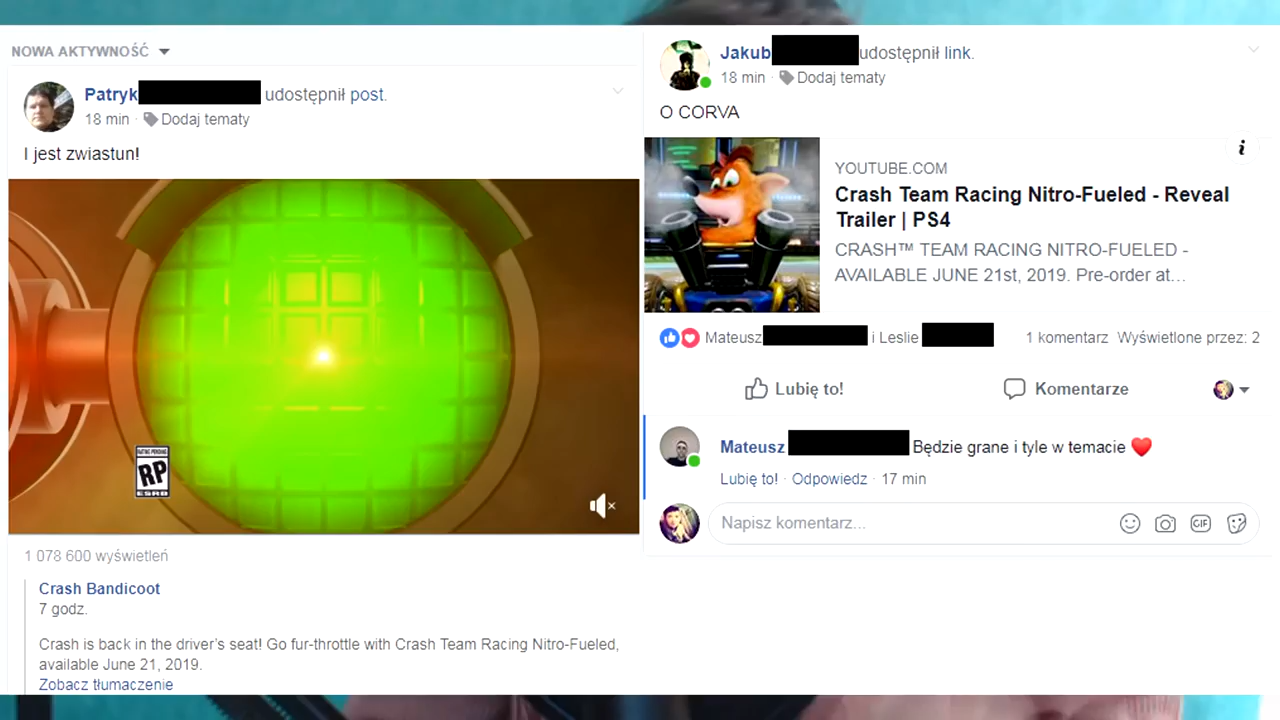 NOWA AKTYWNOŚĆ
Patryk udostępnił post.
18 min · Dodaj tematy
I jest zwiastun!
RATING PENDING
RP
ESRB
1 078 600 wyświetleń
Crash Bandicoot
7 godz.
Crash is back in the driver's seat! Go fur-throttle with Crash Team Racing Nitro-Fueled,
available June 21, 2019.
Zobacz tłumaczenie
Jakub udostępnił link.
18 min · Dodaj tematy
O CORVA
YOUTUBE.COM
Crash Team Racing Nitro-Fueled - Reveal
Trailer | PS4
CRASH™ TEAM RACING NITRO-FUELED -
AVAILABLE JUNE 21st, 2019. Pre-order at…
Mateusz i Leslie 1 komentarz Wyświetlone przez: 2
Lubię to! Komentarze
Mateusz Będzie grane i tyle w temacie ❤
Lubię to! · Odpowiedz · 17 min
Napisz komentarz... GIF